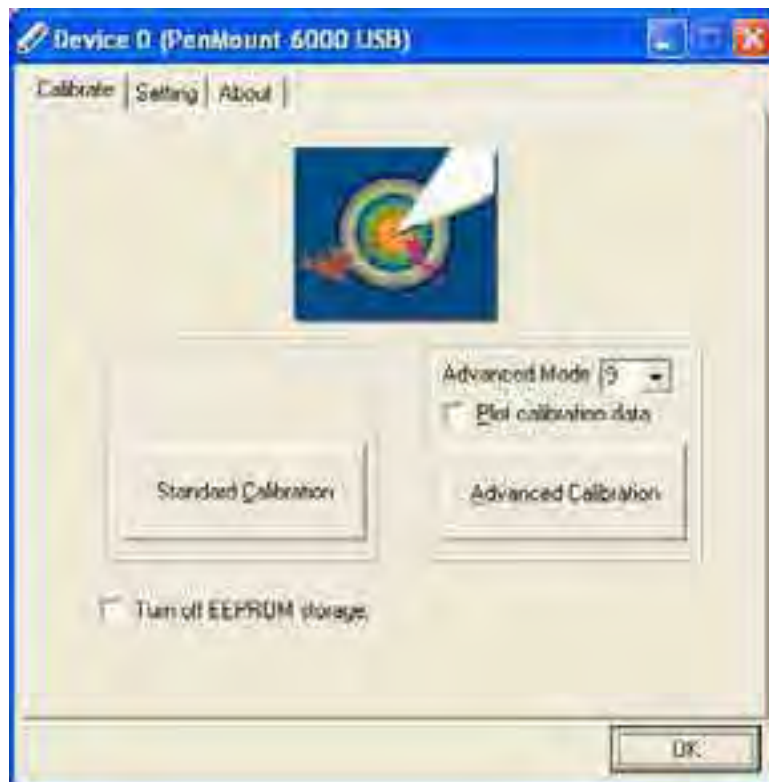 Device 0 (PenMount 6000 USB)
Calibrate Setting About
Advanced Mode 9
Plot calibration data
Standard Calibration Advanced Calibration
Turn off EEPROM storage.
OK